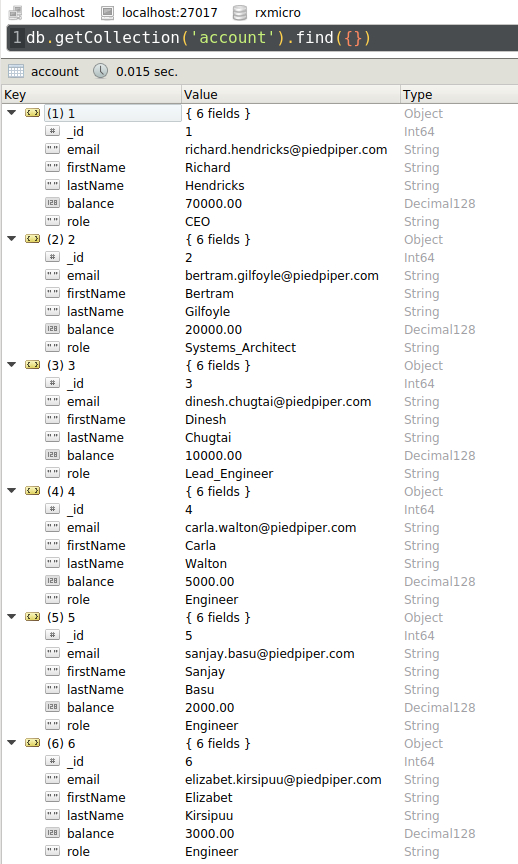 localhost localhost:27017 rxmicro
1 db.getCollection('account').find({})
account 0.015 sec.
Key Value Type
(1) 1 { 6 fields } Object
# _id 1 Int64
"" email richard.hendricks@piedpiper.com String
"" firstName Richard String
"" lastName Hendricks String
128 balance 70000.00 Decimal128
"" role CEO String
(2) 2 { 6 fields } Object
# _id 2 Int64
"" email bertram.gilfoyle@piedpiper.com String
"" firstName Bertram String
"" lastName Gilfoyle String
128 balance 20000.00 Decimal128
"" role Systems_Architect String
(3) 3 { 6 fields } Object
# _id 3 Int64
"" email dinesh.chugtai@piedpiper.com String
"" firstName Dinesh String
"" lastName Chugtai String
128 balance 10000.00 Decimal128
"" role Lead_Engineer String
(4) 4 { 6 fields } Object
# _id 4 Int64
"" email carla.walton@piedpiper.com String
"" firstName Carla String
"" lastName Walton String
128 balance 5000.00 Decimal128
"" role Engineer String
(5) 5 { 6 fields } Object
# _id 5 Int64
"" email sanjay.basu@piedpiper.com String
"" firstName Sanjay String
"" lastName Basu String
128 balance 2000.00 Decimal128
"" role Engineer String
(6) 6 { 6 fields } Object
# _id 6 Int64
"" email elizabet.kirsipuu@piedpiper.com String
"" firstName Elizabet String
"" lastName Kirsipuu String
128 balance 3000.00 Decimal128
"" role Engineer String